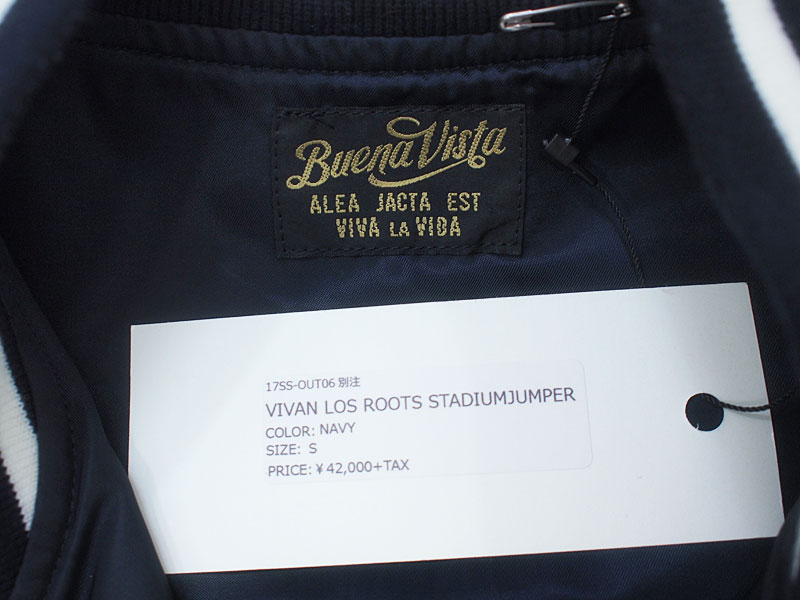 Buena Vista
ALEA JACTA EST
VIVA LA VIDA
17SS-OUT06 別注
VIVAN LOS ROOTS STADIUMJUMPER
COLOR: NAVY
SIZE: S
PRICE: ¥ 42,000+TAX